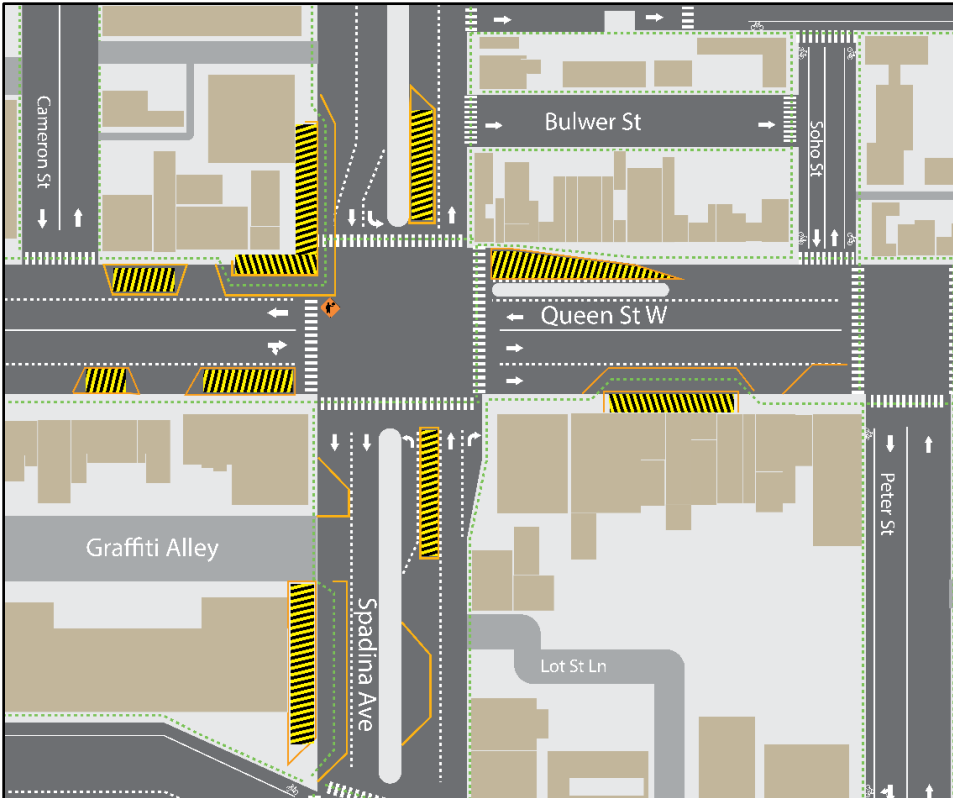 Cameron St
Bulwer St
Soho St
Queen St W
Peter St
Graffiti Alley
Spadina Ave
Lot St Ln